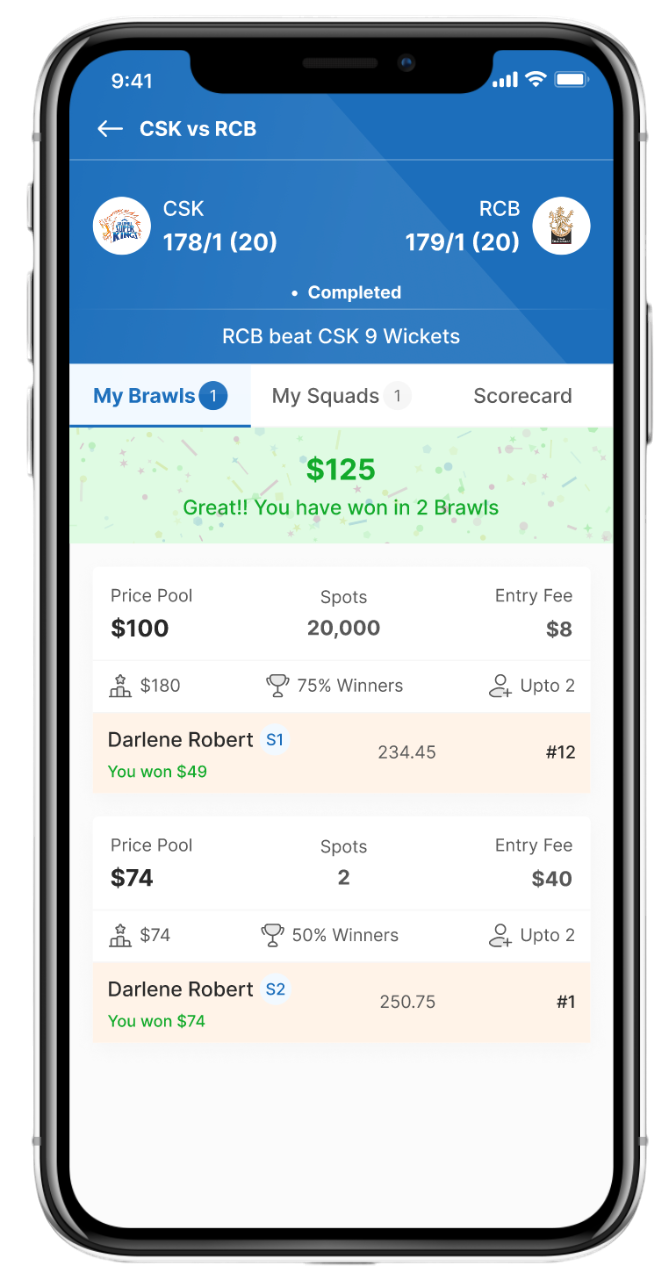 9:41
CSK vs RCB
CSK
RCB
SUPER
KINGS
178/1 (20)
179/1 (20)
• Completed
RCB beat CSK 9 Wickets
My Brawls 1
My Squads 1
Scorecard
$125
Great!! You have won in 2 Brawls
Price Pool
Spots
Entry Fee
$100
20,000
$8
$180
75% Winners
Upto 2
Darlene Robert S1
234.45
#12
You won $49
Price Pool
Spots
Entry Fee
$74
2
$40
$74
50% Winners
Upto 2
Darlene Robert S2
250.75
#1
You won $74